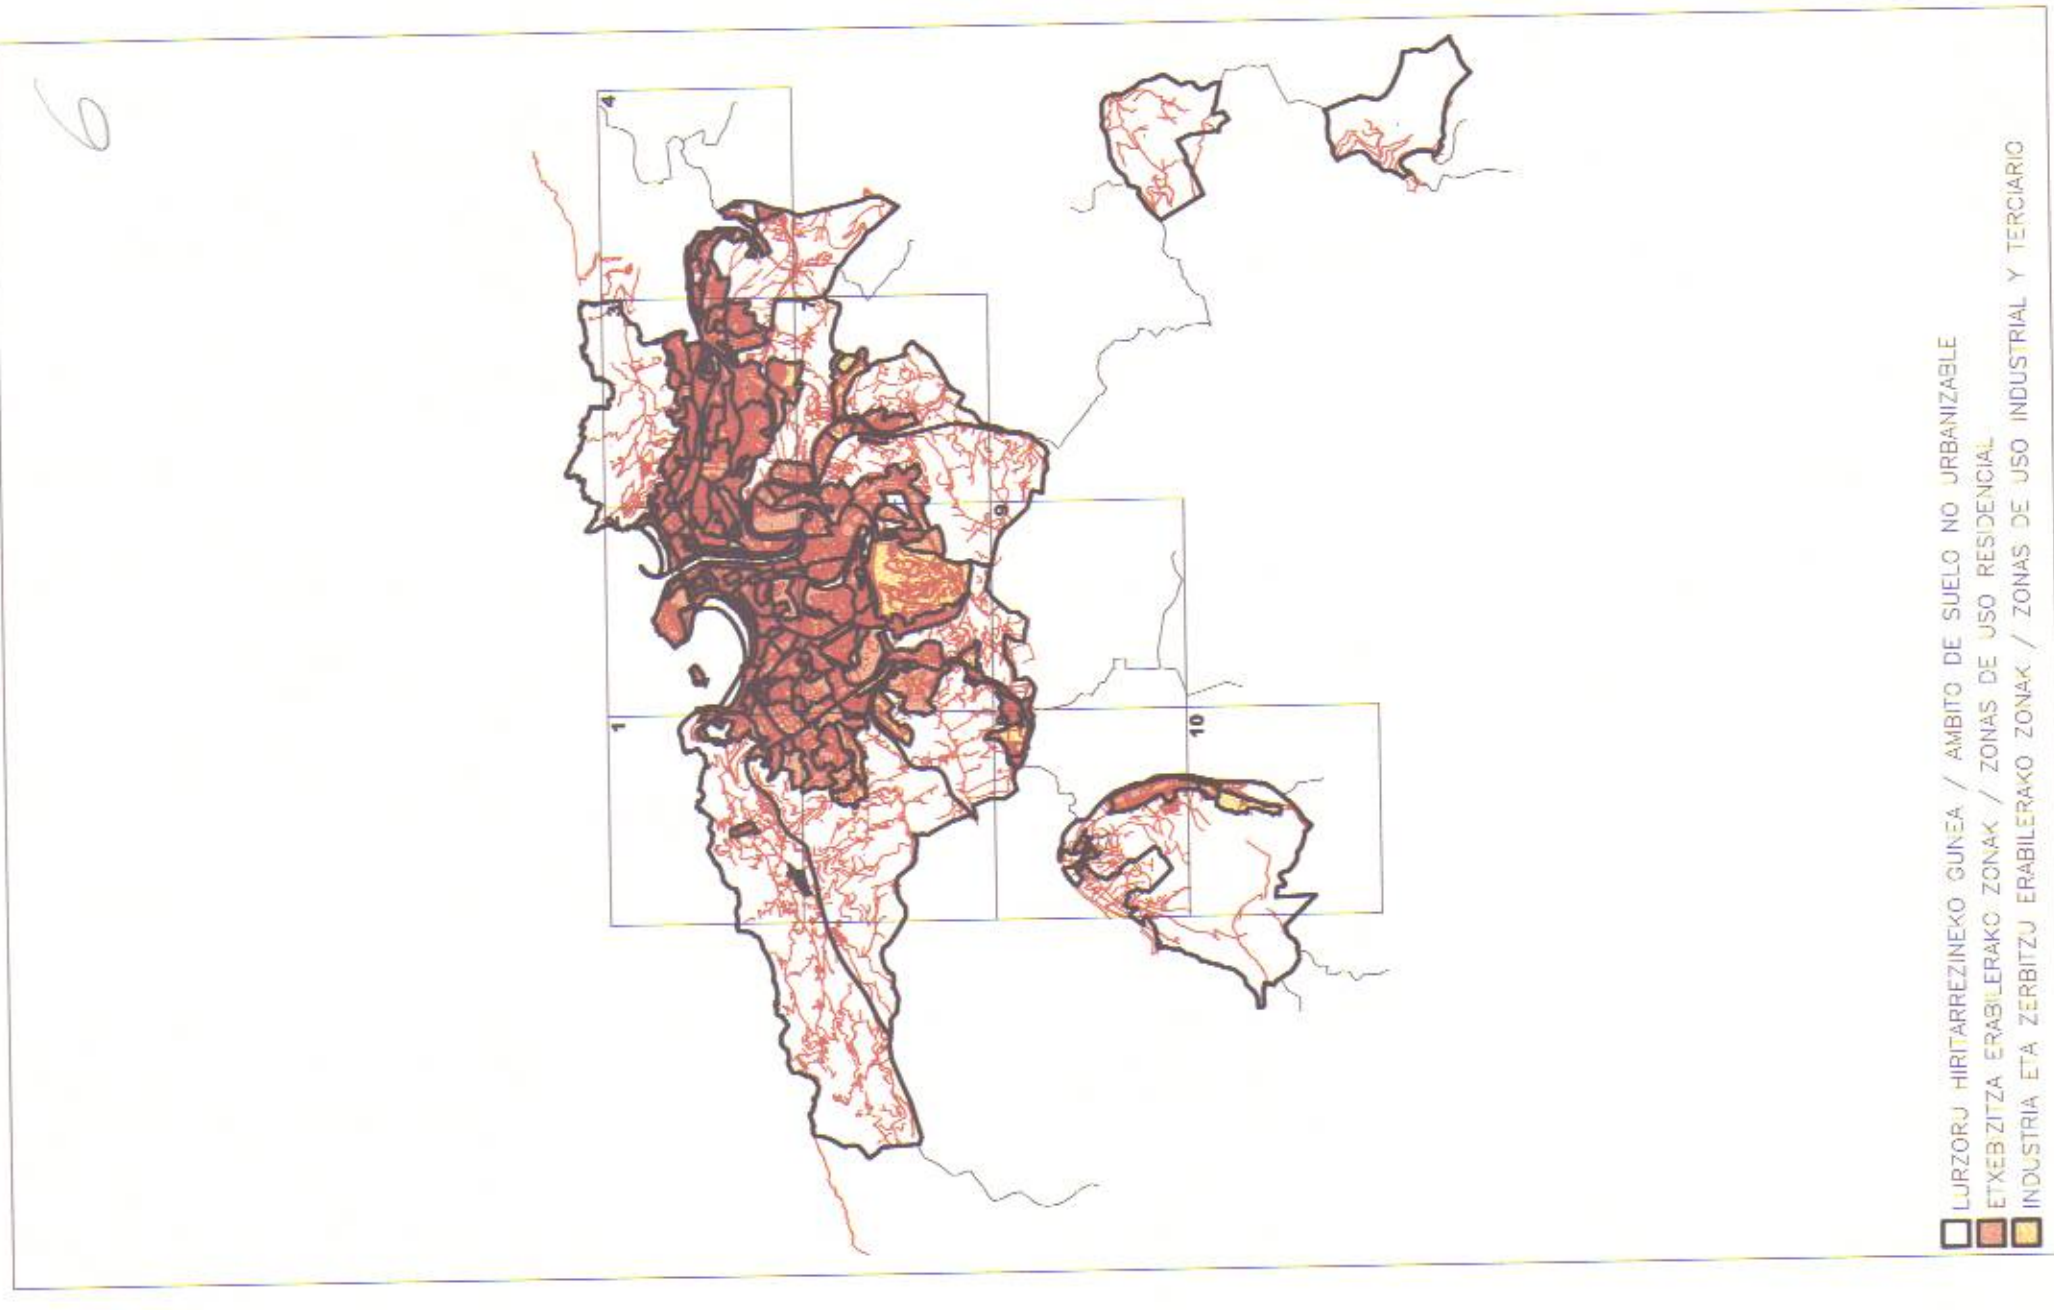 6
4
3
7
9
1
10
LURZORU HIRITARREZINEKO GUNEA / AMBITO DE SUELO NO URBANIZABLE
ETXEBIZITZA ERABILERAKO ZONAK / ZONAS DE USO RESIDENCIAL
INDUSTRIA ETA ZERBITZU ERABILERAKO ZONAK / ZONAS DE USO INDUSTRIAL Y TERCIARIO